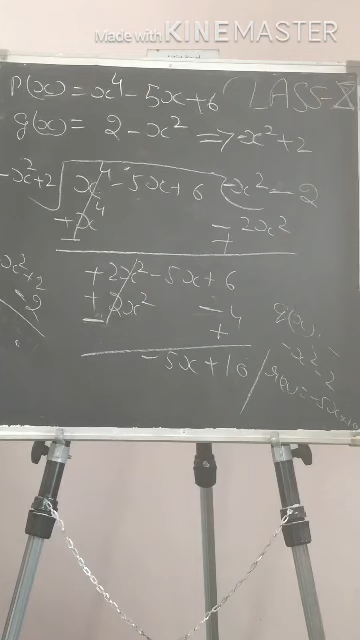 Made with KINEMASTER
p(x) = x⁴ - 5x + 6 CLASS-X
g(x) = 2 - x² ⇒ -x² + 2
-x²+2 x⁴ - 5x + 6 -x² - 2
+x⁴ - 2x²
- +
+ 2x² - 5x + 6
+ 2x² - 4
- +
- 5x + 10